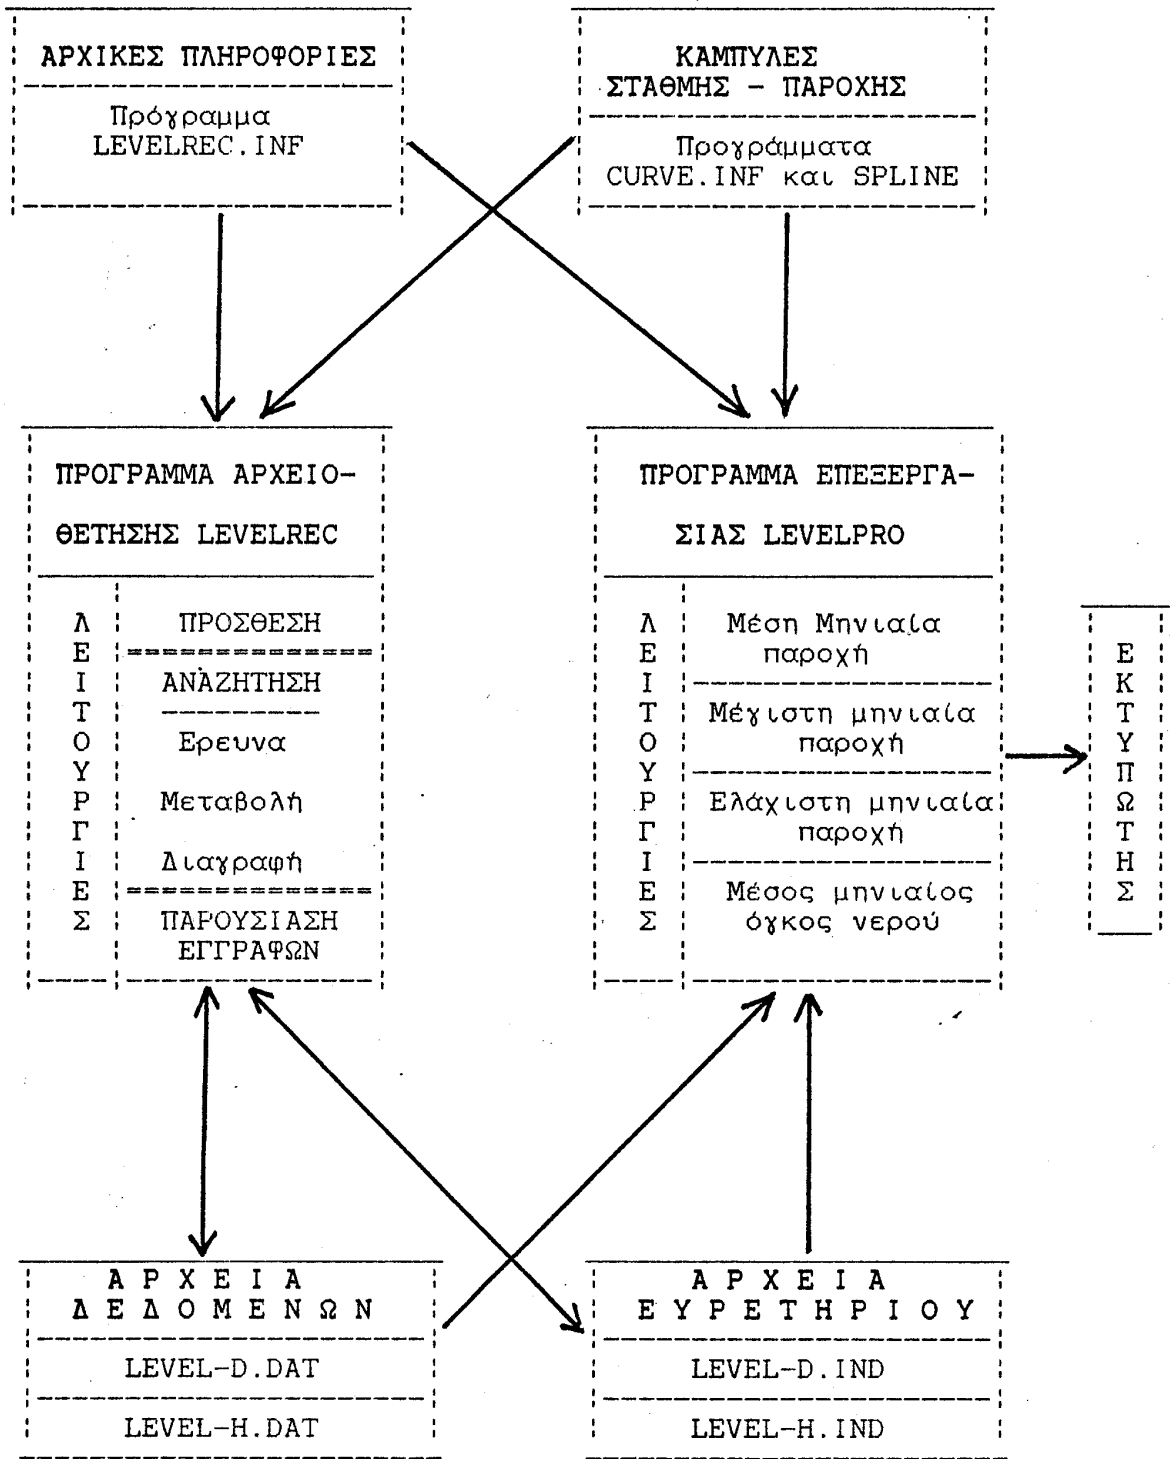 ΑΡΧΙΚΕΣ ΠΛΗΡΟΦΟΡΙΕΣ
Πρόγραμμα
LEVELREC.INF
ΚΑΜΠΥΛΕΣ
ΣΤΑΘΜΗΣ - ΠΑΡΟΧΗΣ
Προγράμματα
CURVE.INF και SPLINE
ΠΡΟΓΡΑΜΜΑ ΑΡΧΕΙΟ-
ΘΕΤΗΣΗΣ LEVELREC
ΛΕΙΤΟΥΡΓΙΕΣ
ΠΡΟΣΘΕΣΗ
ΑΝΑΖΗΤΗΣΗ
Ερευνα
Μεταβολή
Διαγραφή
ΠΑΡΟΥΣΙΑΣΗ
ΕΓΓΡΑΦΩΝ
ΠΡΟΓΡΑΜΜΑ ΕΠΕΞΕΡΓΑ-
ΣΙΑΣ LEVELPRO
ΛΕΙΤΟΥΡΓΙΕΣ
Μέση Μηνιαία
παροχή
Μέγιστη μηνιαία
παροχή
Ελάχιστη μηνιαία
παροχή
Μέσος μηνιαίος
όγκος νερού
ΕΚΤΥΠΩΤΗΣ
ΑΡΧΕΙΑ
ΔΕΔΟΜΕΝΩΝ
LEVEL-D.DAT
LEVEL-H.DAT
ΑΡΧΕΙΑ
ΕΥΡΕΤΗΡΙΟΥ
LEVEL-D.IND
LEVEL-H.IND